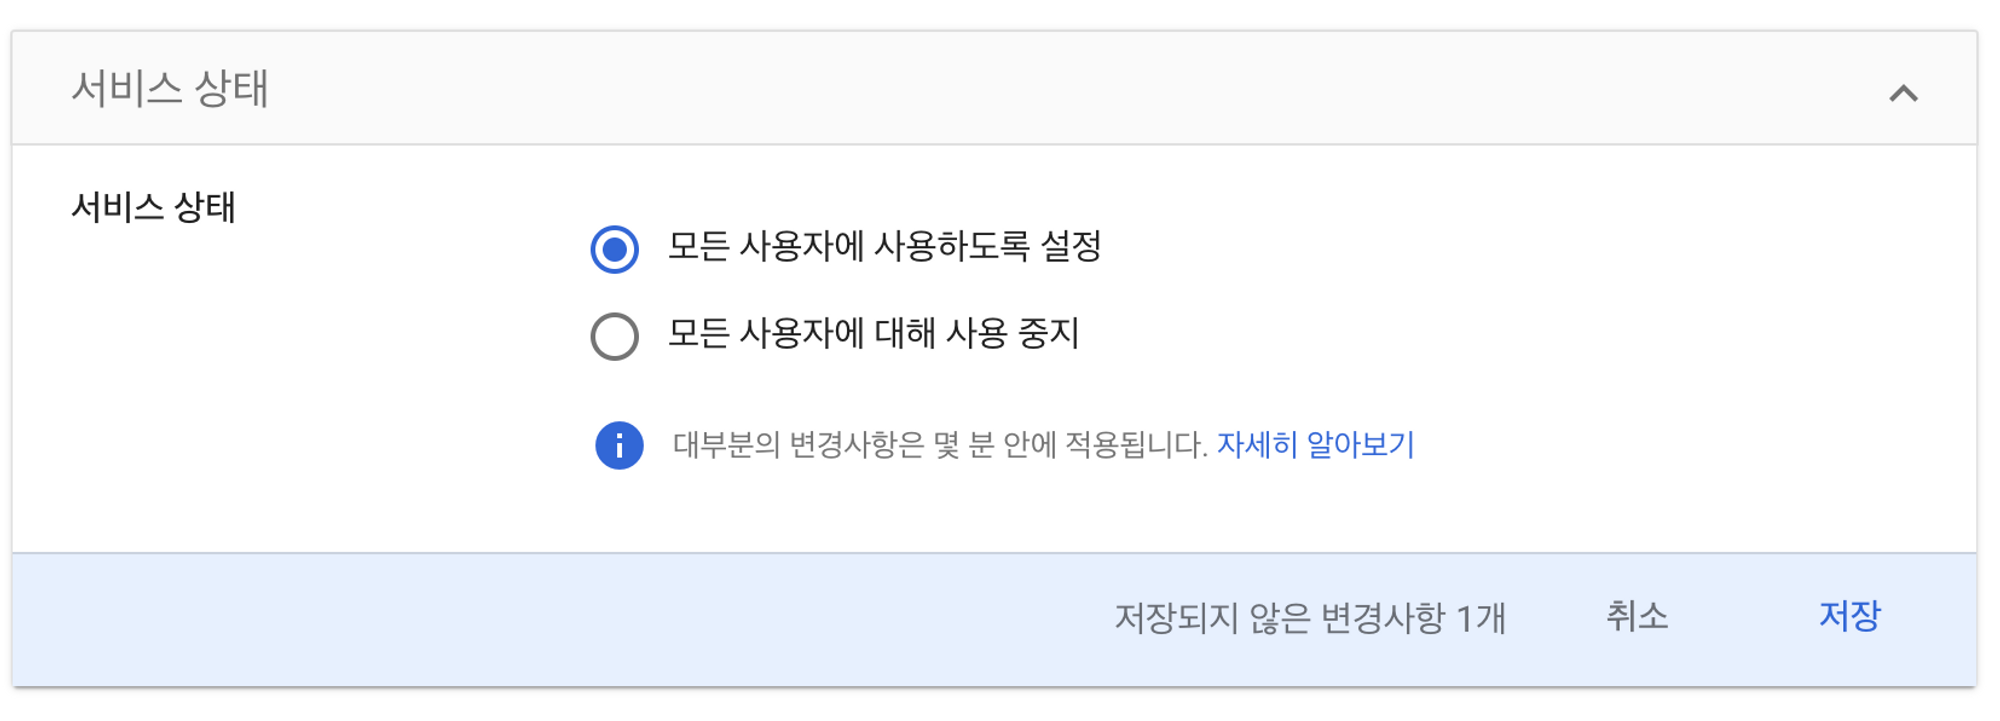 서비스 상태
서비스 상태
모든 사용자에 사용하도록 설정
모든 사용자에 대해 사용 중지
대부분의 변경사항은 몇 분 안에 적용됩니다. 자세히 알아보기
저장되지 않은 변경사항 1개 취소 저장